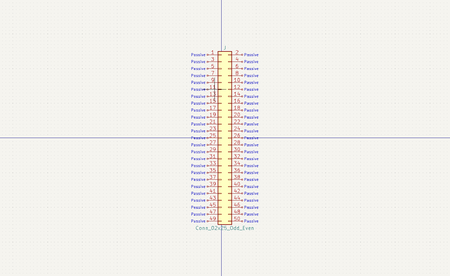 J
Passive 1 2 Passive
Passive 3 4 Passive
Passive 5 6 Passive
Passive 7 8 Passive
Passive 9 10 Passive
Passive 11 12 Passive
Passive 13 14 Passive
Passive 15 16 Passive
Passive 17 18 Passive
Passive 19 20 Passive
Passive 21 22 Passive
Passive 23 24 Passive
Passive 25 26 Passive
Passive 27 28 Passive
Passive 29 30 Passive
Passive 31 32 Passive
Passive 33 34 Passive
Passive 35 36 Passive
Passive 37 38 Passive
Passive 39 40 Passive
Passive 41 42 Passive
Passive 43 44 Passive
Passive 45 46 Passive
Passive 47 48 Passive
Passive 49 50 Passive
Conn_02x25_Odd_Even